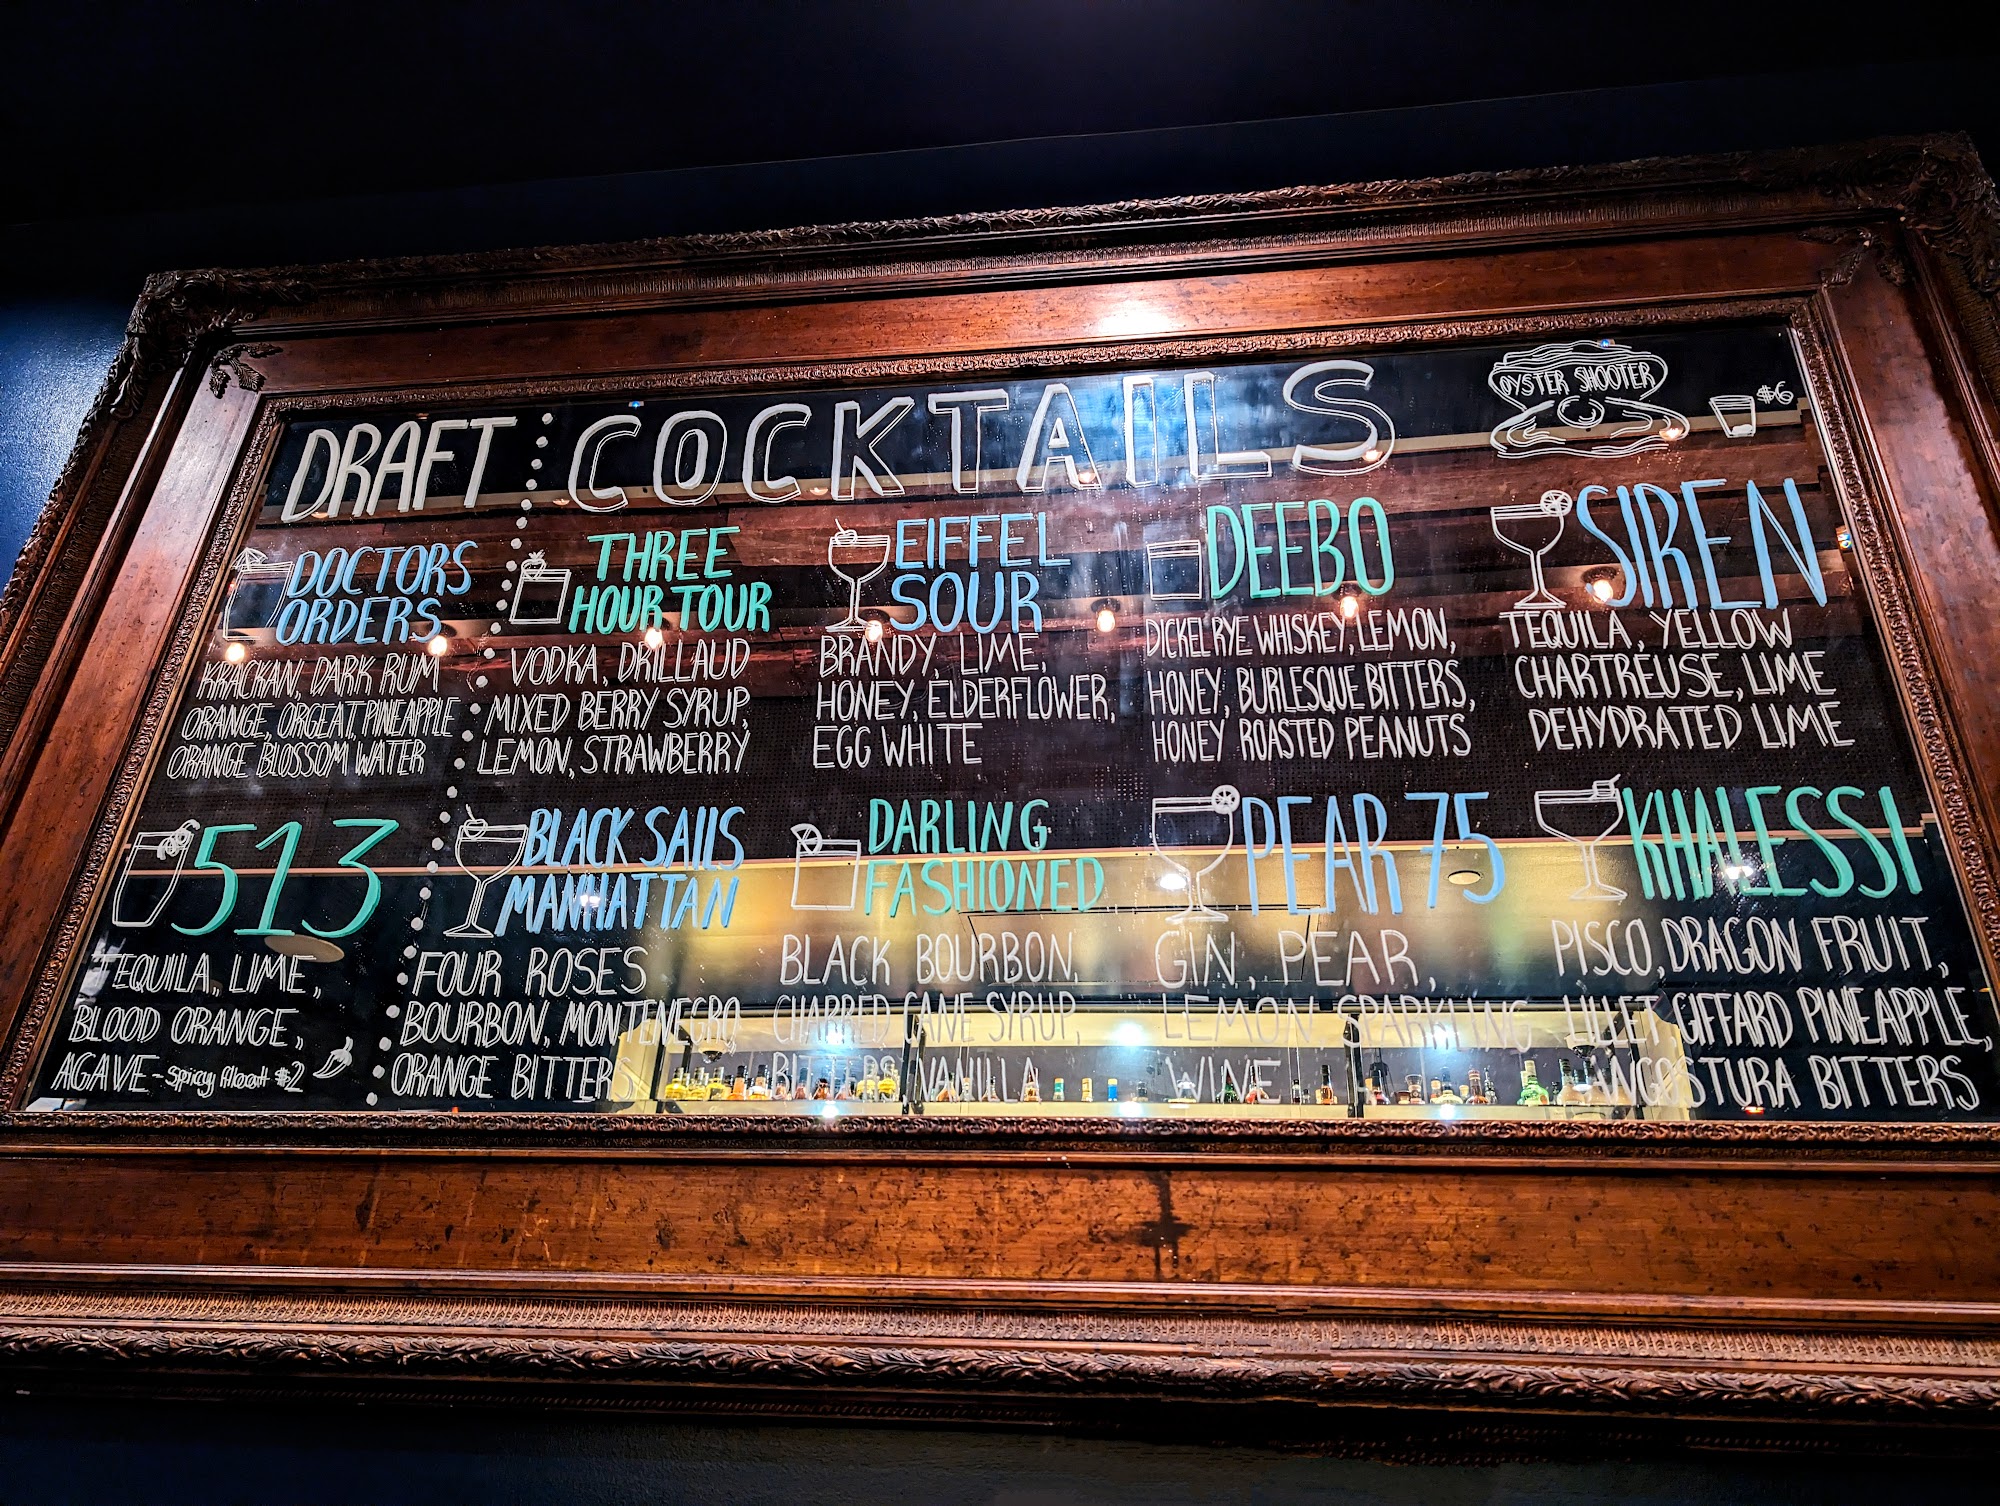 DRAFT
COCKTAILS
OYSTER SHOOTER
$6
DOCTORS
ORDERS
KRACKAN, DARK RUM
ORANGE, ORGEAT, PINEAPPLE
ORANGE BLOSSOM WATER
513
TEQUILA, LIME,
BLOOD ORANGE,
AGAVE - spicy float $2
THREE
HOUR TOUR
VODKA, DRILLAUD
MIXED BERRY SYRUP,
LEMON, STRAWBERRY
EIFFEL
SOUR
BRANDY, LIME,
HONEY, ELDERFLOWER,
EGG WHITE
DEEBO
DICKEL RYE WHISKEY, LEMON,
HONEY, BURLESQUE BITTERS,
HONEY ROASTED PEANUTS
SIREN
TEQUILA, YELLOW
CHARTREUSE, LIME
DEHYDRATED LIME
BLACK SAILS
MANHATTAN
FOUR ROSES
BOURBON, MONTENEGRO,
ORANGE BITTERS
DARLING
FASHIONED
BLACK BOURBON,
CHARRED CANE SYRUP,
BITTERS, VANILLA
PEAR 75
GIN, PEAR,
LEMON, SPARKLING
WINE
KHALESSI
PISCO, DRAGON FRUIT,
LILLET, GIFFARD PINEAPPLE,
ANGOSTURA BITTERS